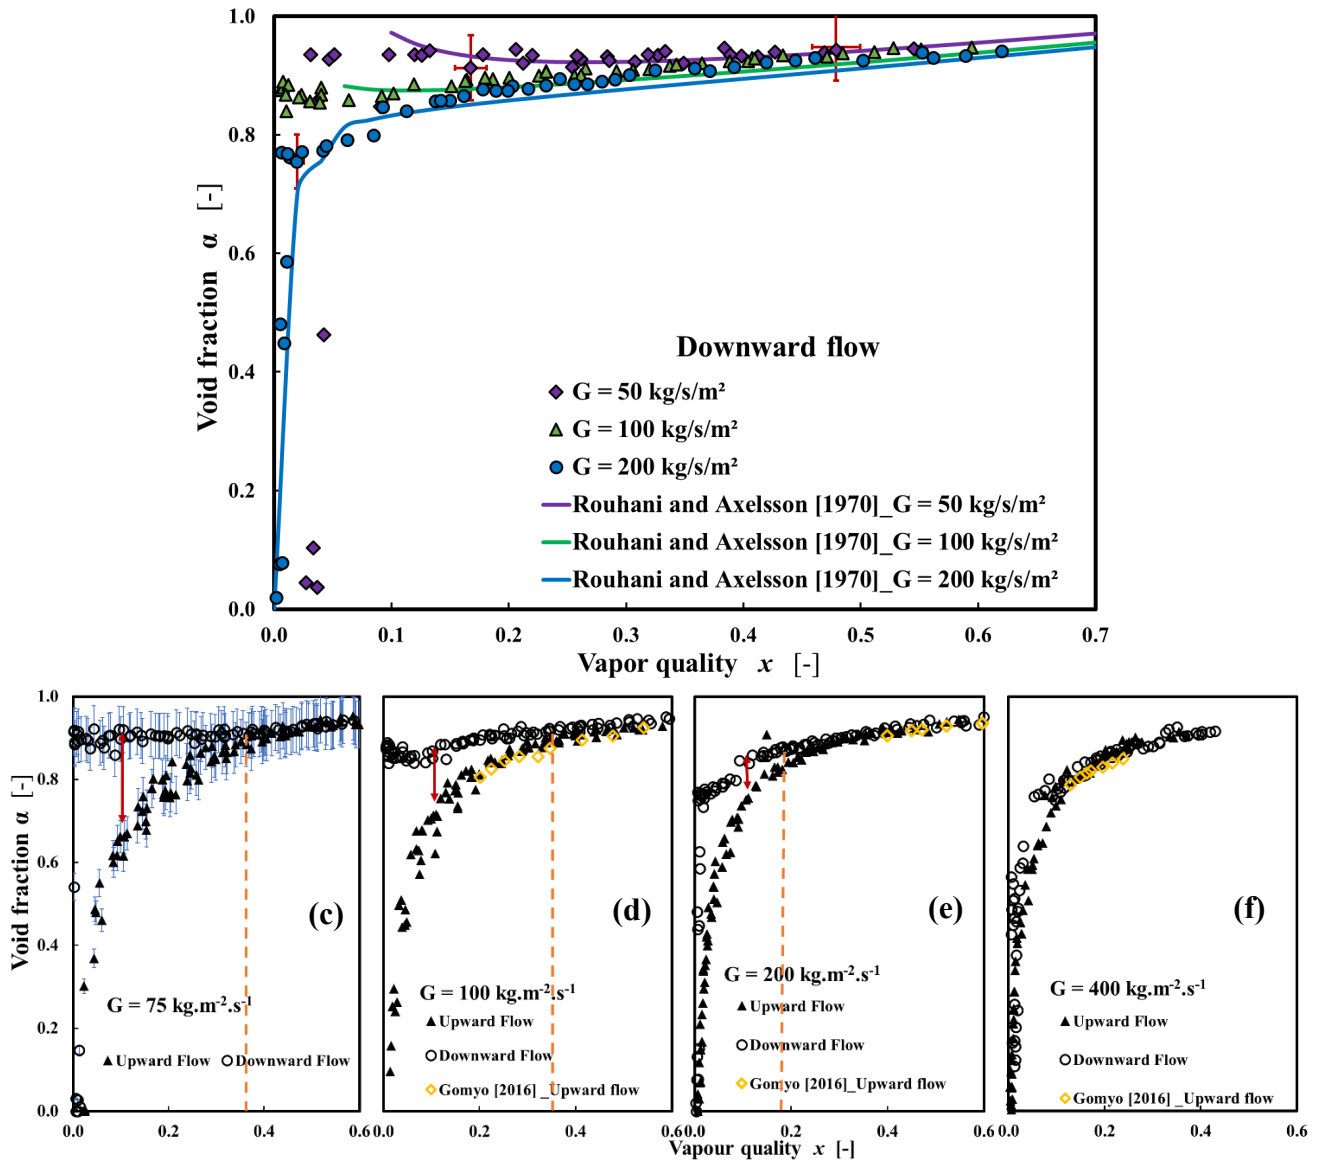 1.0
0.8
0.6
0.4
0.2
0.0
Void fraction α [-]
Downward flow
G = 50 kg/s/m²
G = 100 kg/s/m²
G = 200 kg/s/m²
Rouhani and Axelsson [1970]_G = 50 kg/s/m²
Rouhani and Axelsson [1970]_G = 100 kg/s/m²
Rouhani and Axelsson [1970]_G = 200 kg/s/m²
0.0 0.1 0.2 0.3 0.4 0.5 0.6 0.7
Vapor quality x [-]
1.0
0.8
0.6
0.4
0.2
0.0
Void fraction α [-]
(c)
G = 75 kg.m⁻².s⁻¹
Upward Flow Downward Flow
0.0 0.2 0.4 0.6
(d)
G = 100 kg.m⁻².s⁻¹
Upward Flow
Downward Flow
Gomyo [2016] _Upward flow
0.0 0.2 0.4 0.6
(e)
G = 200 kg.m⁻².s⁻¹
Upward Flow
Downward Flow
Gomyo [2016]_Upward flow
0.0 0.2 0.4 0.6
(f)
G = 400 kg.m⁻².s⁻¹
Upward Flow
Downward Flow
Gomyo [2016] _Upward flow
0.0 0.2 0.4 0.6
Vapour quality x [-]